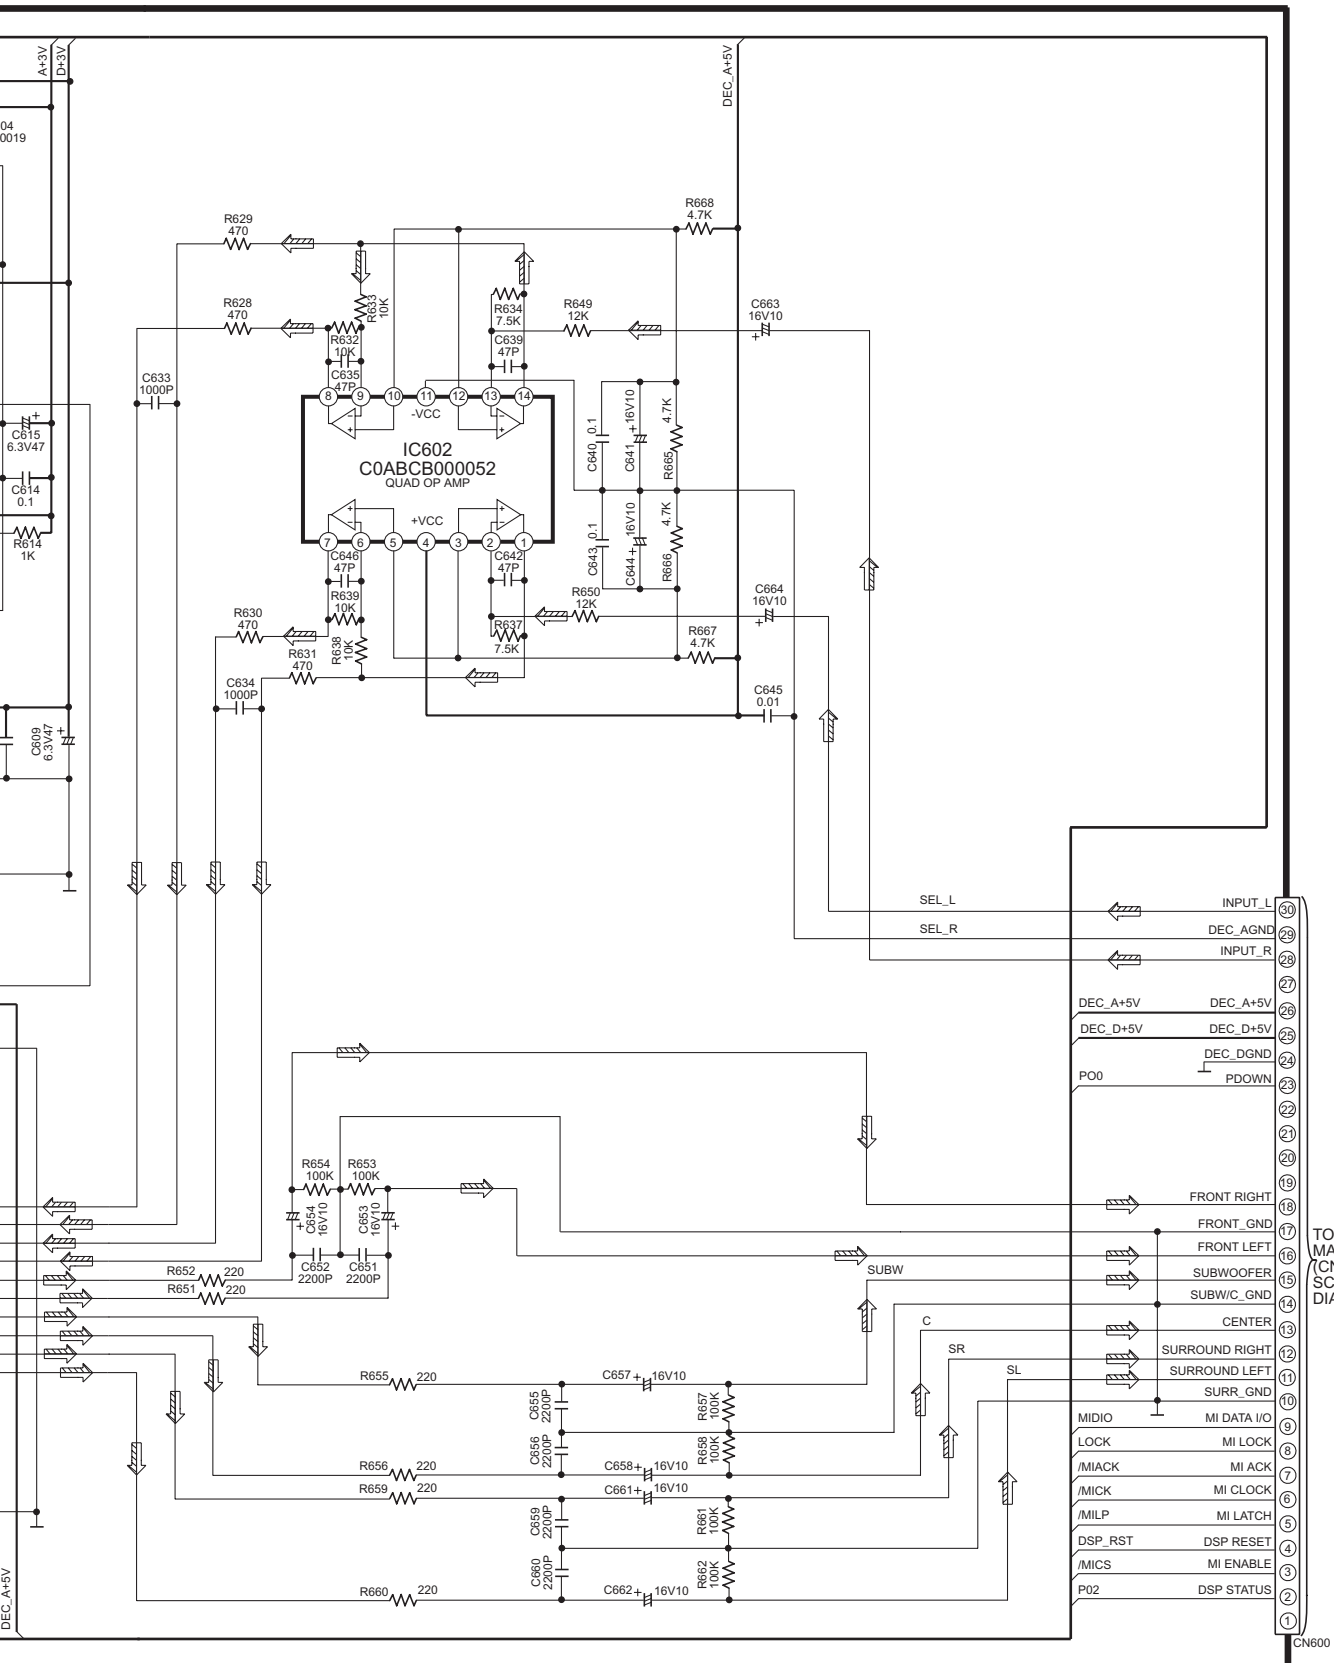 A+3V
D+3V
DEC_A+5V
04
0019
R668
4.7K
R629
470
R633
10K
R628
470
R634
7.5K
R649
12K
C663
16V10
+
R632
10K
C639
47P
C635
47P
C633
1000P
8
9
10
11
12
13
14
-VCC
IC602
C0ABCB000052
QUAD OP AMP
+VCC
7
6
5
4
3
2
1
C640 0.1
C641 +16V10
R665 4.7K
C643 0.1
C644+ 16V10
R666 4.7K
C615
6.3V47
+
C614
0.1
R614
1K
C646
47P
C642
47P
R639
10K
R650
12K
C664
16V10
+
R630
470
R638
10K
R637
7.5K
R667
4.7K
R631
470
C634
1000P
C645
0.01
C609
6.3V47
+
SEL_L
INPUT_L
30
SEL_R
DEC_AGND
29
INPUT_R
28
27
DEC_A+5V
DEC_A+5V
26
DEC_D+5V
DEC_D+5V
25
DEC_DGND
24
PO0
PDOWN
23
22
21
20
19
R654
100K
R653
100K
C654
16V10
+
C653
16V10
+
C652
2200P
C651
2200P
FRONT RIGHT
18
FRONT_GND
17
FRONT LEFT
16
SUBW
SUBWOOFER
15
SUBW/C_GND
14
C
CENTER
13
SR
SURROUND RIGHT
12
SL
SURROUND LEFT
11
SURR_GND
10
TO
MA
(CN
SC
DIA
R652
220
R651
220
R655
220
C657+
16V10
C655
2200P
R657
100K
C656
2200P
R658
100K
R656
220
C658+
16V10
R659
220
C661+
16V10
C659
2200P
R661
100K
C660
2200P
R662
100K
R660
220
C662+
16V10
MIDIO
MI DATA I/O
9
LOCK
MI LOCK
8
/MIACK
MI ACK
7
/MICK
MI CLOCK
6
/MILP
MI LATCH
5
DSP_RST
DSP RESET
4
/MICS
MI ENABLE
3
P02
DSP STATUS
2
1
DEC_A+5V
CN600